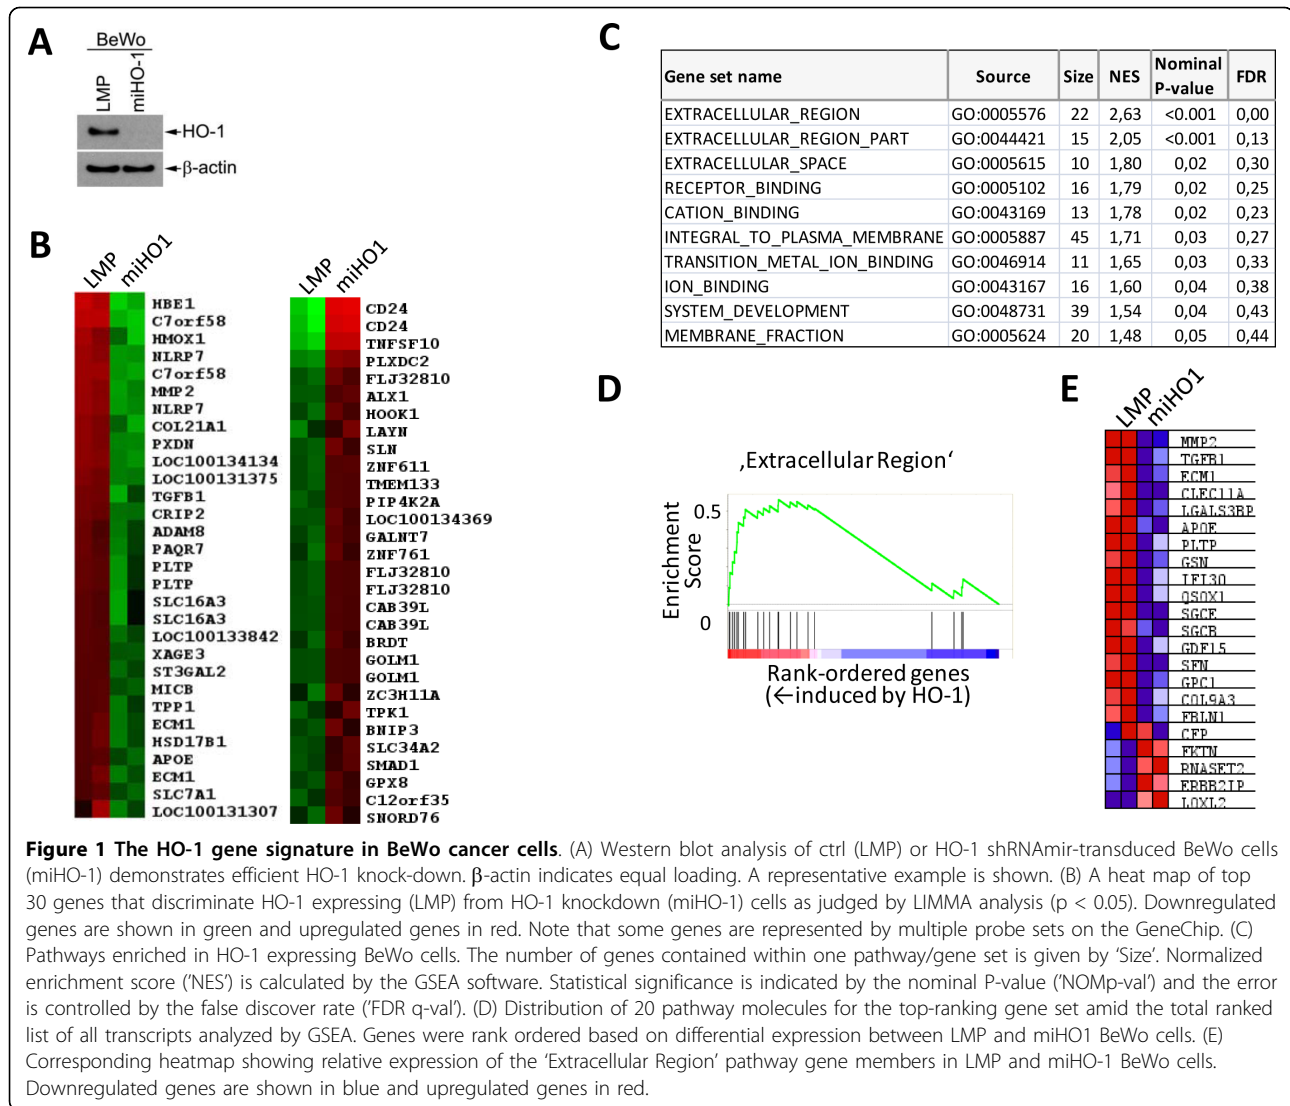 A
BeWo
LMP
miHO-1
HO-1
β-actin
B
LMP
miHO1
HBE1
C7orf58
HMOX1
NLRP7
C7orf58
MMP2
NLRP7
COL21A1
PXDN
LOC100134134
LOC100131375
TGFB1
CRIP2
ADAM8
PAQR7
PLTP
PLTP
SLC16A3
SLC16A3
LOC100133842
XAGE3
ST3GAL2
MICB
TPP1
ECM1
HSD17B1
APOE
ECM1
SLC7A1
LOC100131307
LMP
miHO1
CD24
CD24
TNFSF10
PLXDC2
FLJ32810
ALX1
HOOK1
LAYN
SLN
ZNF611
TMEM133
PIP4K2A
LOC100134369
GALNT7
ZNF761
FLJ32810
FLJ32810
CAB39L
CAB39L
BRDT
GOLM1
GOLM1
ZC3H11A
TPK1
BNIP3
SLC34A2
SMAD1
GPX8
C12orf35
SNORD76
C
Gene set name Source Size NES Nominal P-value FDR
EXTRACELLULAR_REGION GO:0005576 22 2,63 <0.001 0,00
EXTRACELLULAR_REGION_PART GO:0044421 15 2,05 <0.001 0,13
EXTRACELLULAR_SPACE GO:0005615 10 1,80 0,02 0,30
RECEPTOR_BINDING GO:0005102 16 1,79 0,02 0,25
CATION_BINDING GO:0043169 13 1,78 0,02 0,23
INTEGRAL_TO_PLASMA_MEMBRANE GO:0005887 45 1,71 0,03 0,27
TRANSITION_METAL_ION_BINDING GO:0046914 11 1,65 0,03 0,33
ION_BINDING GO:0043167 16 1,60 0,04 0,38
SYSTEM_DEVELOPMENT GO:0048731 39 1,54 0,04 0,43
MEMBRANE_FRACTION GO:0005624 20 1,48 0,05 0,44
D
‚Extracellular Region‘
Enrichment
Score
0.5
0
Rank-ordered genes
(←induced by HO-1)
E
LMP
miHO1
MMP2
TGFB1
ECM1
CLEC11A
LGALS3BP
APOE
PLTP
GSN
IFI30
QSOX1
SGCE
SGCB
GDF15
SFN
GPC1
COL9A3
FBLN1
CFP
FKTN
RNASET2
ERBB2IP
LOXL2
Figure 1 The HO-1 gene signature in BeWo cancer cells. (A) Western blot analysis of ctrl (LMP) or HO-1 shRNAmir-transduced BeWo cells
(miHO-1) demonstrates efficient HO-1 knock-down. β-actin indicates equal loading. A representative example is shown. (B) A heat map of top
30 genes that discriminate HO-1 expressing (LMP) from HO-1 knockdown (miHO-1) cells as judged by LIMMA analysis (p < 0.05). Downregulated
genes are shown in green and upregulated genes in red. Note that some genes are represented by multiple probe sets on the GeneChip. (C)
Pathways enriched in HO-1 expressing BeWo cells. The number of genes contained within one pathway/gene set is given by ‘Size’. Normalized
enrichment score (’NES’) is calculated by the GSEA software. Statistical significance is indicated by the nominal P-value (’NOMp-val’) and the error
is controlled by the false discover rate (’FDR q-val’). (D) Distribution of 20 pathway molecules for the top-ranking gene set amid the total ranked
list of all transcripts analyzed by GSEA. Genes were rank ordered based on differential expression between LMP and miHO1 BeWo cells. (E)
Corresponding heatmap showing relative expression of the ‘Extracellular Region’ pathway gene members in LMP and miHO-1 BeWo cells.
Downregulated genes are shown in blue and upregulated genes in red.